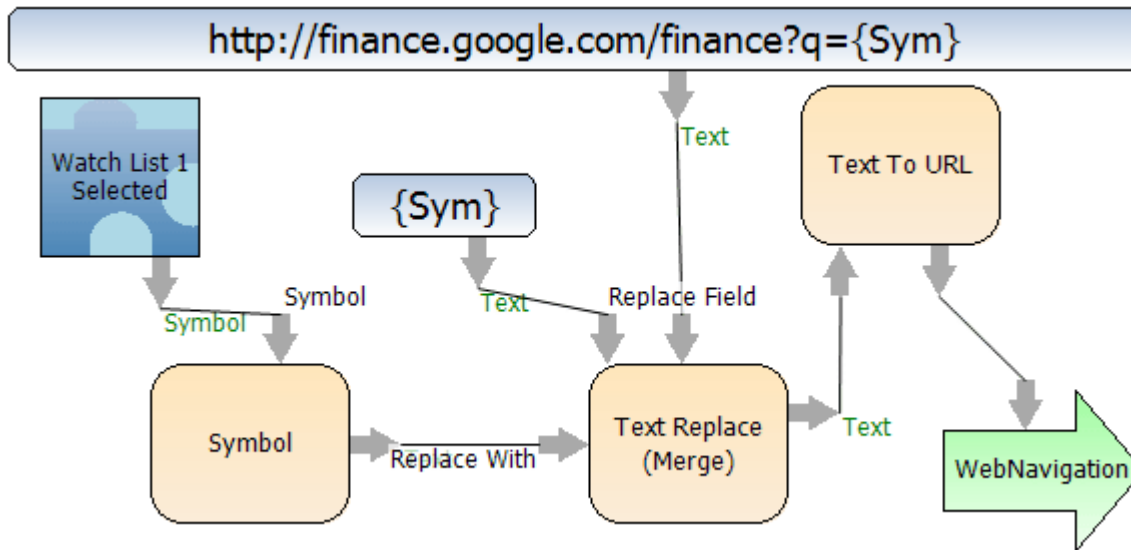 http://finance.google.com/finance?q={Sym}
Watch List 1
Selected
{Sym}
Text
Text To URL
Symbol
Symbol
Text
Replace Field
Symbol
Replace With
Text Replace
(Merge)
Text
WebNavigation